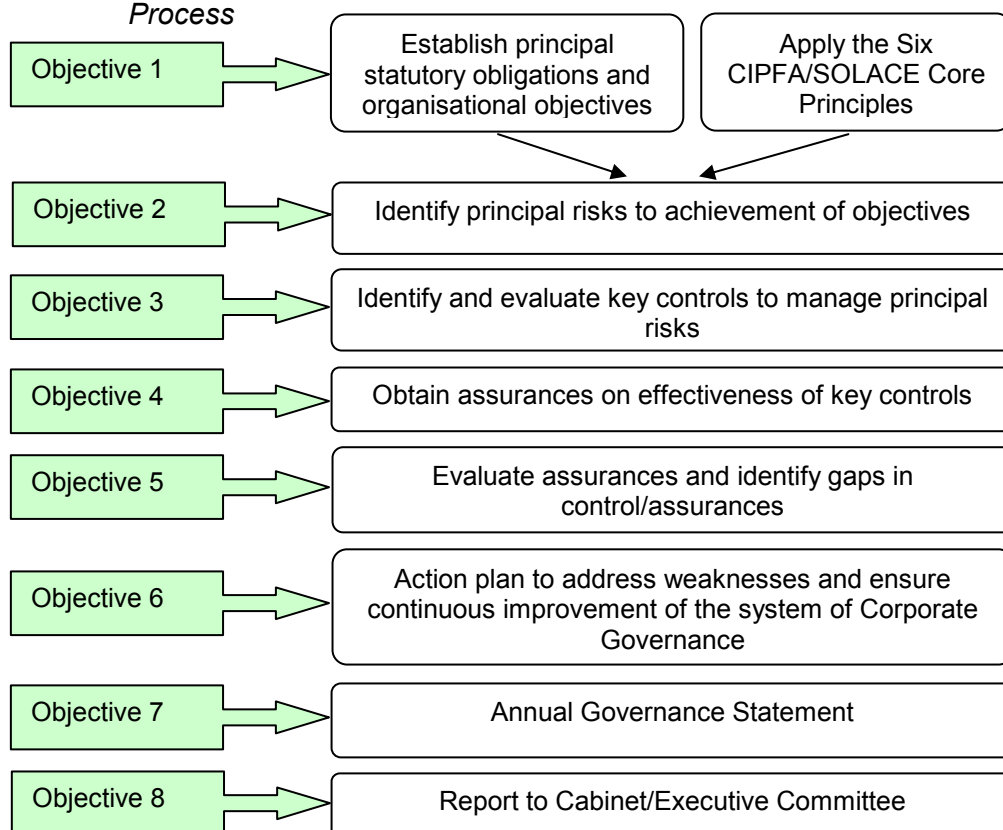 Process
Objective 1
Establish principal
statutory obligations and
organisational objectives
Apply the Six
CIPFA/SOLACE Core
Principles
Objective 2
Identify principal risks to achievement of objectives
Objective 3
Identify and evaluate key controls to manage principal
risks
Objective 4
Obtain assurances on effectiveness of key controls
Objective 5
Evaluate assurances and identify gaps in
control/assurances
Objective 6
Action plan to address weaknesses and ensure
continuous improvement of the system of Corporate
Governance
Objective 7
Annual Governance Statement
Objective 8
Report to Cabinet/Executive Committee